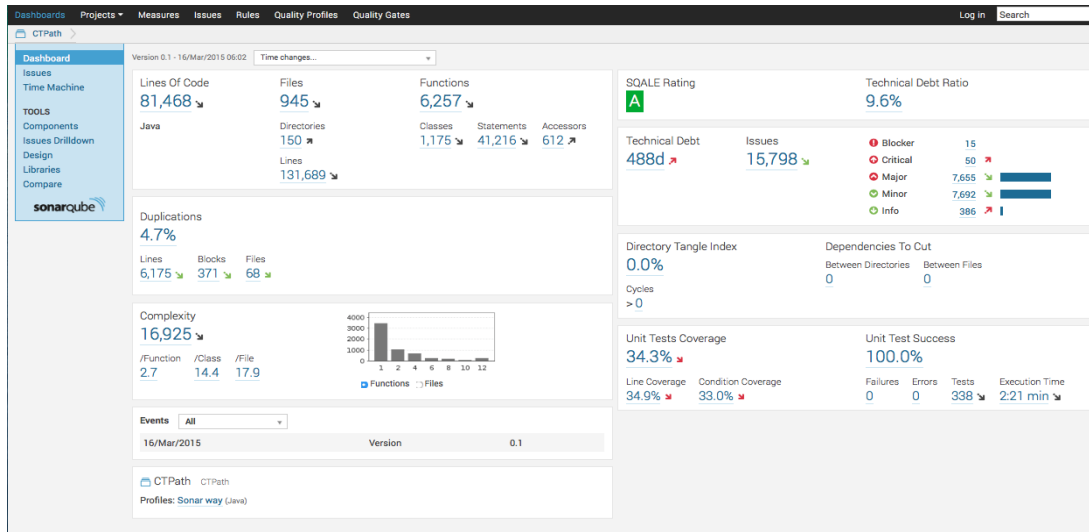 Dashboards Projects Measures Issues Rules Quality Profiles Quality Gates Log in Search
CTPath
Dashboard
Issues
Time Machine
TOOLS
Components
Issues Drilldown
Design
Libraries
Compare
sonarqube
Version 0.1 - 16/Mar/2015 06:02 Time changes...
Lines Of Code Files Functions
81,468 945 6,257
Java Directories Classes Statements Accessors
150 1,175 41,216 612
Lines
131,689
Duplications
4.7%
Lines Blocks Files
6,175 371 68
Complexity
16,925
/Function /Class /File
2.7 14.4 17.9
4000
3000
2000
1000
0
1 2 4 6 8 10 12
Functions Files
Events All
16/Mar/2015 Version 0.1
CTPath CTPath
Profiles: Sonar way (Java)
SQALE Rating Technical Debt Ratio
A 9.6%
Technical Debt Issues
488d 15,798
Blocker 15
Critical 50
Major 7,655
Minor 7,692
Info 386
Directory Tangle Index Dependencies To Cut
0.0% Between Directories Between Files
0 0
Cycles
> 0
Unit Tests Coverage Unit Test Success
34.3% 100.0%
Line Coverage Condition Coverage Failures Errors Tests Execution Time
34.9% 33.0% 0 0 338 2:21 min